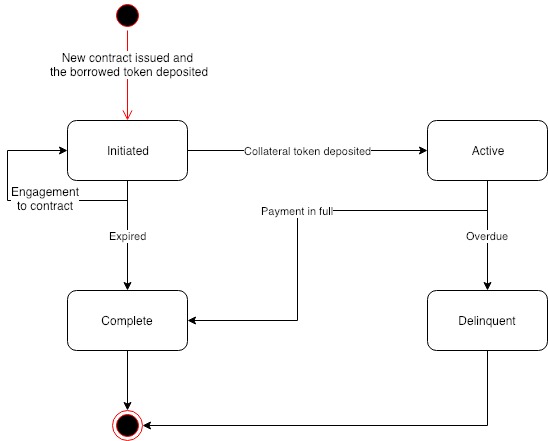 New contract issued and
the borrowed token deposited
Initiated
Collateral token deposited
Active
Engagement
to contract
Payment in full
Expired
Overdue
Complete
Delinquent